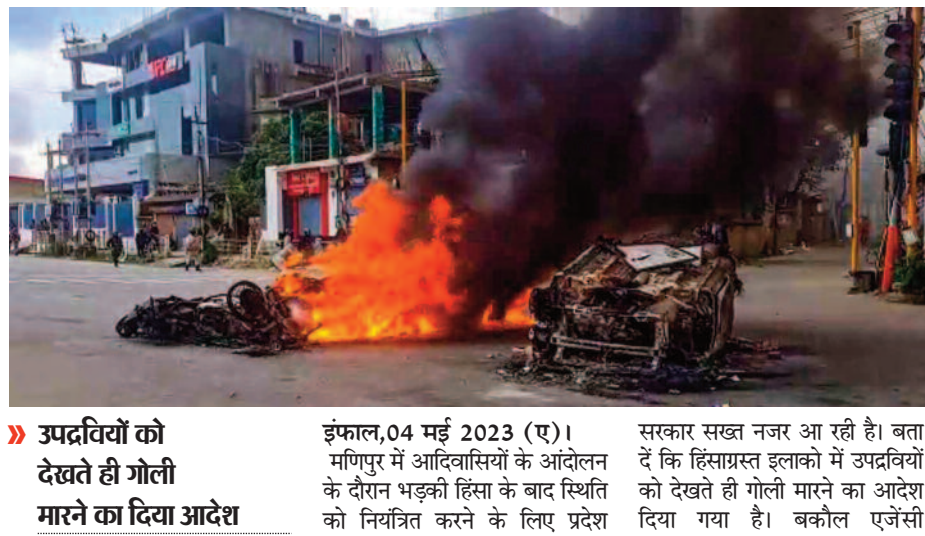 उपद्रवियों को
देखते ही गोली
मारने का दिया आदेश
इंफाल,04 मई 2023 (ए)।
मणिपुर में आदिवासियों के आंदोलन
के दौरान भड़की हिंसा के बाद स्थिति
को नियंत्रित करने के लिए प्रदेश
सरकार सख्त नजर आ रही है। बता
दें कि हिंसाग्रस्त इलाको में उपद्रवियों
को देखते ही गोली मारने का आदेश
दिया गया है। बकौल एजेंसी